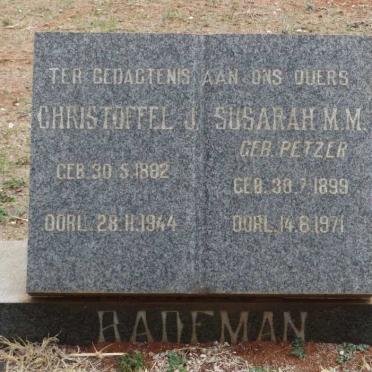 TER GEDAGTENIS AAN ONS OUERS
CHRISTOFFEL J. SUSARAH M.M.
GEB. PETZER
GEB. 30.5.1882 GEB. 30.7.1899
OORL. 28.11.1944 OORL. 14.6.1971
RADEMAN